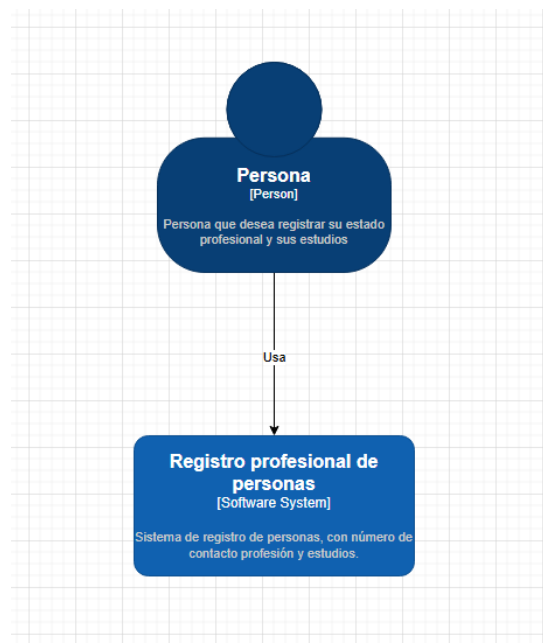 Persona
[Person]
Persona que desea registrar su estado
profesional y sus estudios
Usa
Registro profesional de
personas
[Software System]
Sistema de registro de personas, con número de
contacto profesión y estudios.